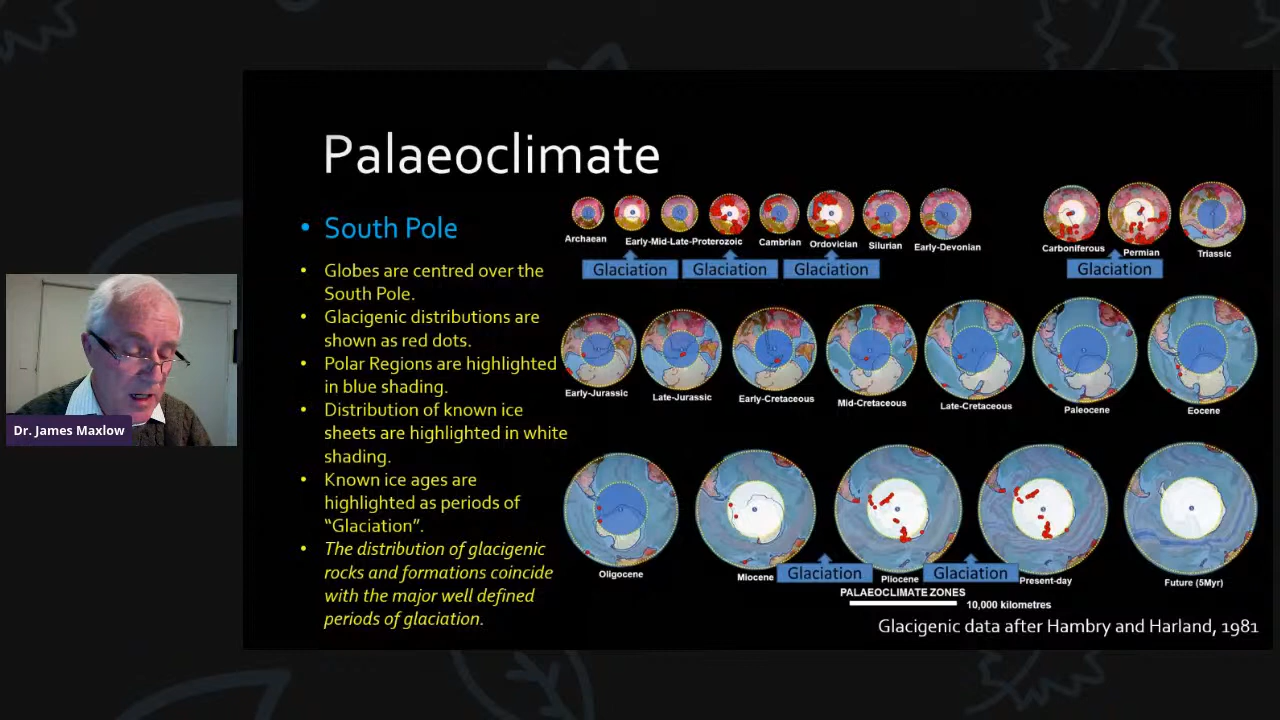 Palaeoclimate
• South Pole
• Globes are centred over the
South Pole.
• Glacigenic distributions are
shown as red dots.
• Polar Regions are highlighted
in blue shading.
• Distribution of known ice
sheets are highlighted in white
shading.
• Known ice ages are
highlighted as periods of
“Glaciation”.
• The distribution of glacigenic
rocks and formations coincide
with the major well defined
periods of glaciation.
Archaean
Early-Mid-Late-Proterozoic
Cambrian
Ordovician
Silurian
Early-Devonian
Carboniferous
Permian
Triassic
Glaciation
Glaciation
Glaciation
Glaciation
Early-Jurassic
Late-Jurassic
Early-Cretaceous
Mid-Cretaceous
Late-Cretaceous
Paleocene
Eocene
Oligocene
Miocene
Glaciation
Pliocene
Glaciation
Present-day
Future (5Myr)
PALAEOCLIMATE ZONES
10,000 kilometres
Glacigenic data after Hambry and Harland, 1981
Dr. James Maxlow